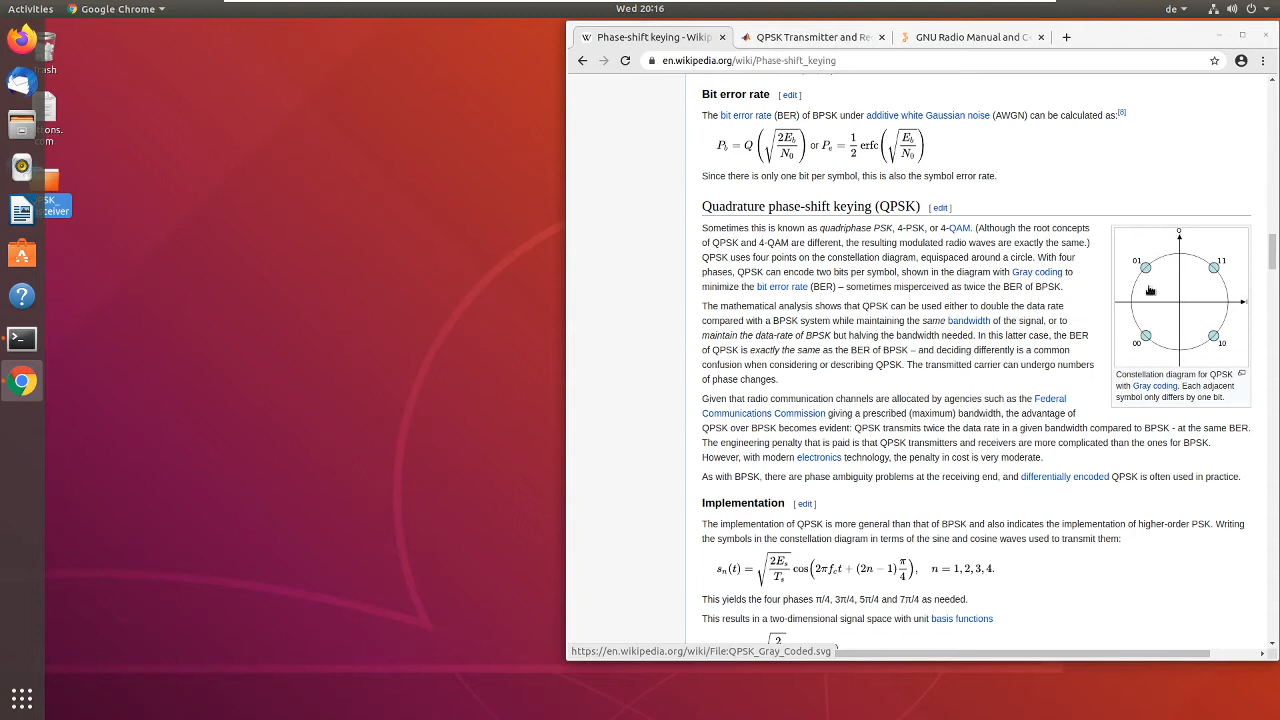 Activities
Google Chrome
Wed 20:16
de
Phase-shift keying - Wikip
QPSK Transmitter and Re
GNU Radio Manual and C
en.wikipedia.org/wiki/Phase-shift_keying
Bit error rate [ edit ]
The bit error rate (BER) of BPSK under additive white Gaussian noise (AWGN) can be calculated as:[8]
P_b = Q(√(2E_b/N_0)) or P_e = 1/2 erfc(√(E_b/N_0))
Since there is only one bit per symbol, this is also the symbol error rate.
Quadrature phase-shift keying (QPSK) [ edit ]
Sometimes this is known as quadriphase PSK, 4-PSK, or 4-QAM. (Although the root concepts
of QPSK and 4-QAM are different, the resulting modulated radio waves are exactly the same.)
QPSK uses four points on the constellation diagram, equispaced around a circle. With four
phases, QPSK can encode two bits per symbol, shown in the diagram with Gray coding to
minimize the bit error rate (BER) – sometimes misperceived as twice the BER of BPSK.
The mathematical analysis shows that QPSK can be used either to double the data rate
compared with a BPSK system while maintaining the same bandwidth of the signal, or to
maintain the data-rate of BPSK but halving the bandwidth needed. In this latter case, the BER
of QPSK is exactly the same as the BER of BPSK – and deciding differently is a common
confusion when considering or describing QPSK. The transmitted carrier can undergo numbers
of phase changes.
Q
01
11
I
00
10
Constellation diagram for QPSK
with Gray coding. Each adjacent
symbol only differs by one bit.
Given that radio communication channels are allocated by agencies such as the Federal
Communications Commission giving a prescribed (maximum) bandwidth, the advantage of
QPSK over BPSK becomes evident: QPSK transmits twice the data rate in a given bandwidth compared to BPSK - at the same BER.
The engineering penalty that is paid is that QPSK transmitters and receivers are more complicated than the ones for BPSK.
However, with modern electronics technology, the penalty in cost is very moderate.
As with BPSK, there are phase ambiguity problems at the receiving end, and differentially encoded QPSK is often used in practice.
Implementation [ edit ]
The implementation of QPSK is more general than that of BPSK and also indicates the implementation of higher-order PSK. Writing
the symbols in the constellation diagram in terms of the sine and cosine waves used to transmit them:
s_n(t) = √(2E_s/T_s) cos(2πf_c t + (2n − 1)π/4), n = 1, 2, 3, 4.
This yields the four phases π/4, 3π/4, 5π/4 and 7π/4 as needed.
This results in a two-dimensional signal space with unit basis functions
2
https://en.wikipedia.org/wiki/File:QPSK_Gray_Coded.svg